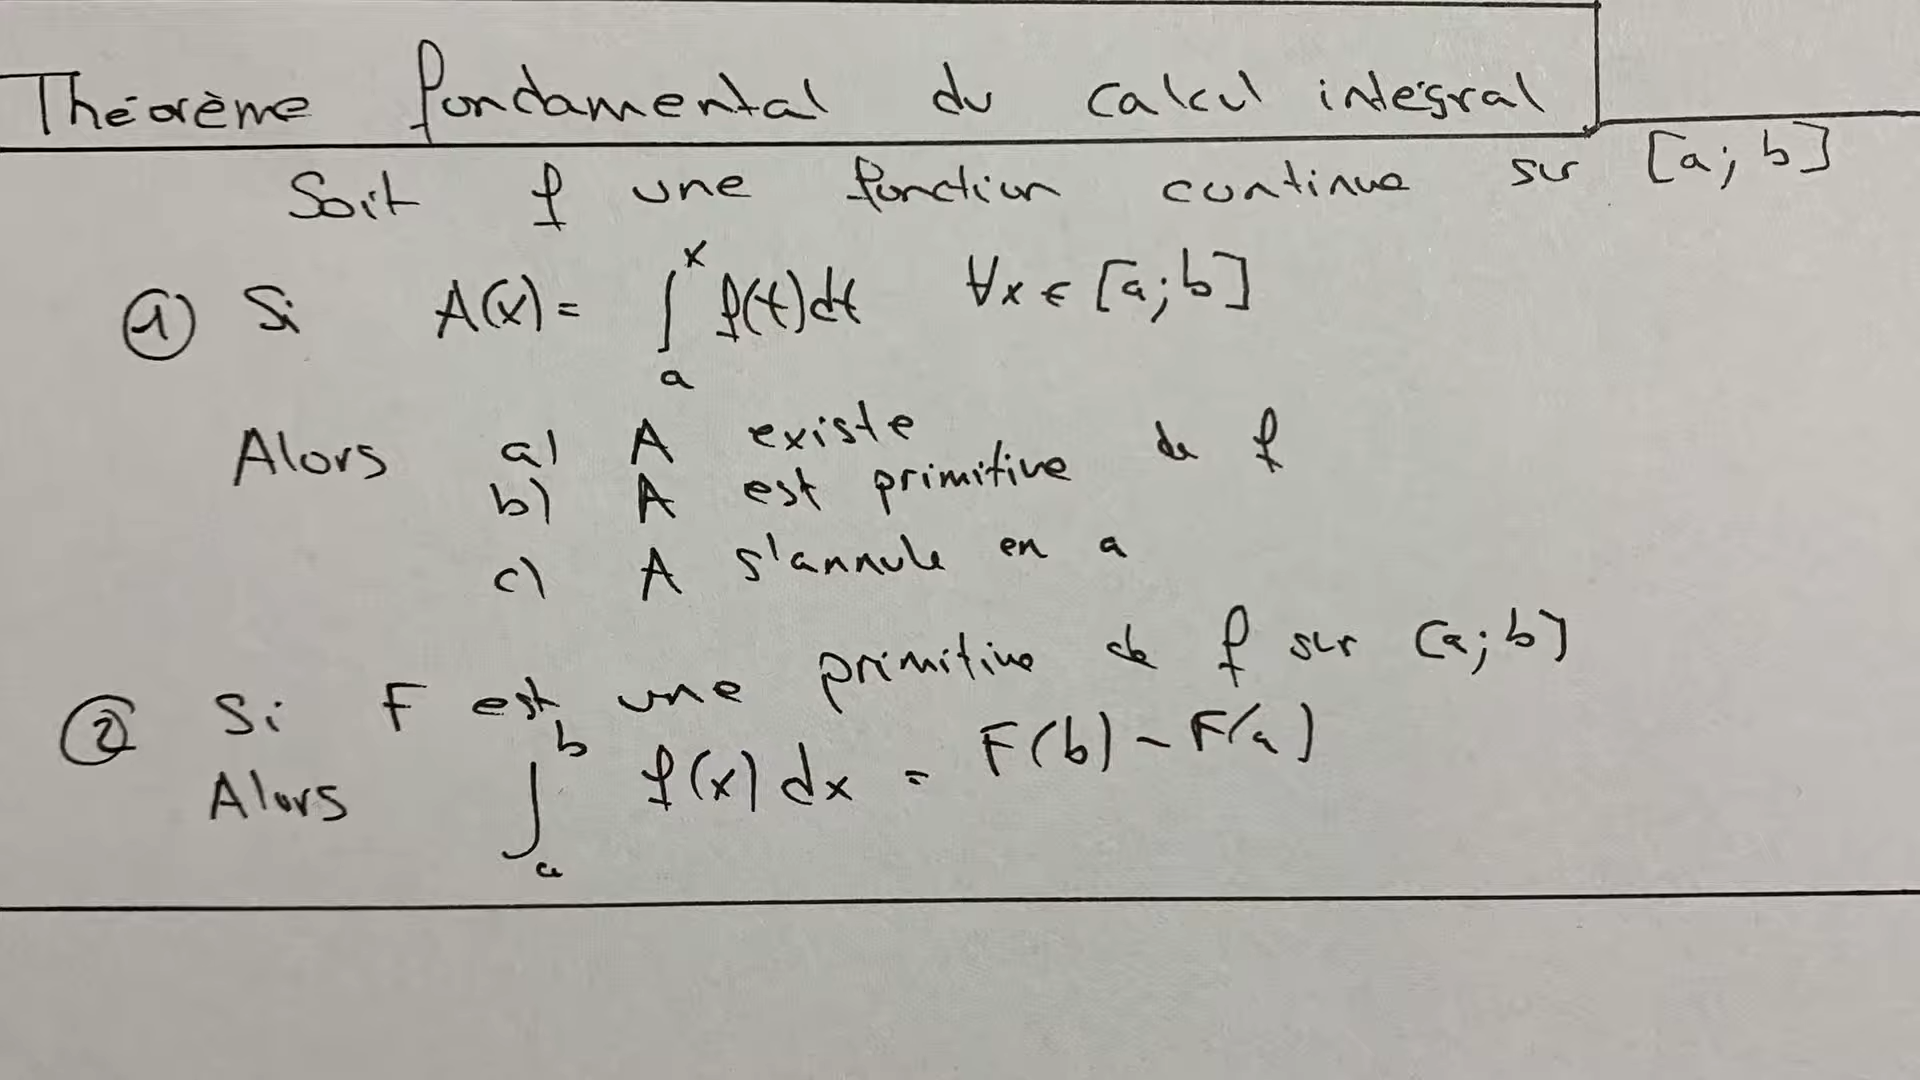 Théorème fondamental du calcul intégral
Soit f une fonction continue sur [a; b]
① Si A(x) = ∫ₐˣ f(t)dt ∀x ∈ [a; b]
Alors a) A existe
b) A est primitive de f
c) A s'annule en a
② Si F est une primitive de f sur [a; b]
Alors ∫ₐᵇ f(x) dx = F(b) - F(a)